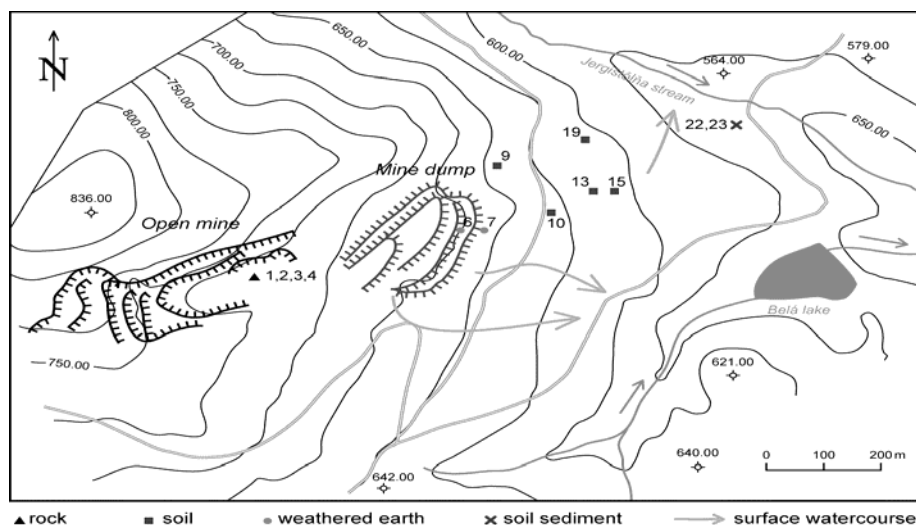 650.00
600.00
579.00
700.00
564.00
750.00
Jergištôlňa stream
800.00
650.00
22,23
19
9
Mine dump
836.00
13 15
Open mine
10
6 7
1,2,3,4
Belá lake
750.00
621.00
640.00
0 100 200 m
642.00
N
rock soil weathered earth soil sediment surface watercourse